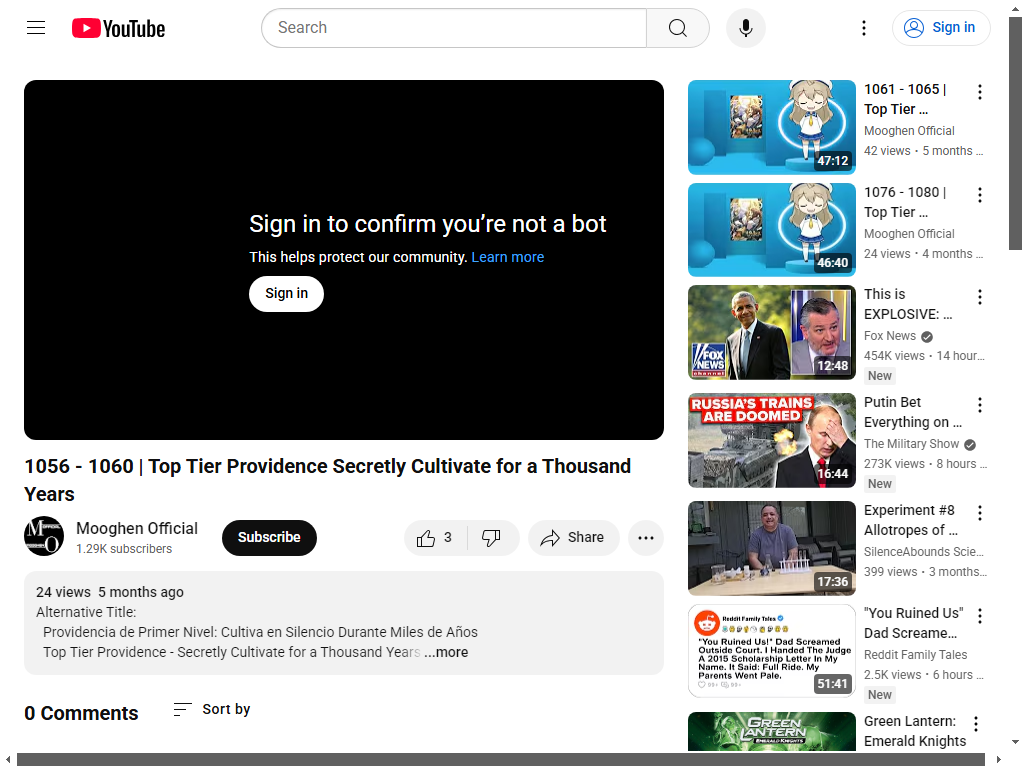 YouTube
Search
Sign in
Sign in to confirm you’re not a bot
This helps protect our community. Learn more
Sign in
1056 - 1060 | Top Tier Providence Secretly Cultivate for a Thousand
Years
Mooghen Official
1.29K subscribers
Subscribe
3
Share
24 views 5 months ago
Alternative Title:
Providencia de Primer Nivel: Cultiva en Silencio Durante Miles de Años
Top Tier Providence - Secretly Cultivate for a Thousand Years ...more
0 Comments
Sort by
47:12
1061 - 1065 |
Top Tier ...
Mooghen Official
42 views • 5 months ...
46:40
1076 - 1080 |
Top Tier ...
Mooghen Official
24 views • 4 months ...
FOX
NEWS
channel
12:48
This is
EXPLOSIVE: ...
Fox News
454K views • 14 hour...
New
RUSSIA'S TRAINS
ARE DOOMED
16:44
Putin Bet
Everything on ...
The Military Show
273K views • 8 hours ...
New
17:36
Experiment #8
Allotropes of ...
SilenceAbounds Scie...
399 views • 3 months...
Reddit Family Tales
"You Ruined Us!" Dad Screamed
Outside Court. I Handed The Judge
A 2015 Scholarship Letter In My
Name. It Said: Full Ride. My
Parents Went Pale.
51:41
"You Ruined Us"
Dad Screame...
Reddit Family Tales
2.5K views • 6 hours ...
New
GREEN
LANTERN
EMERALD KNIGHTS
Green Lantern:
Emerald Knights